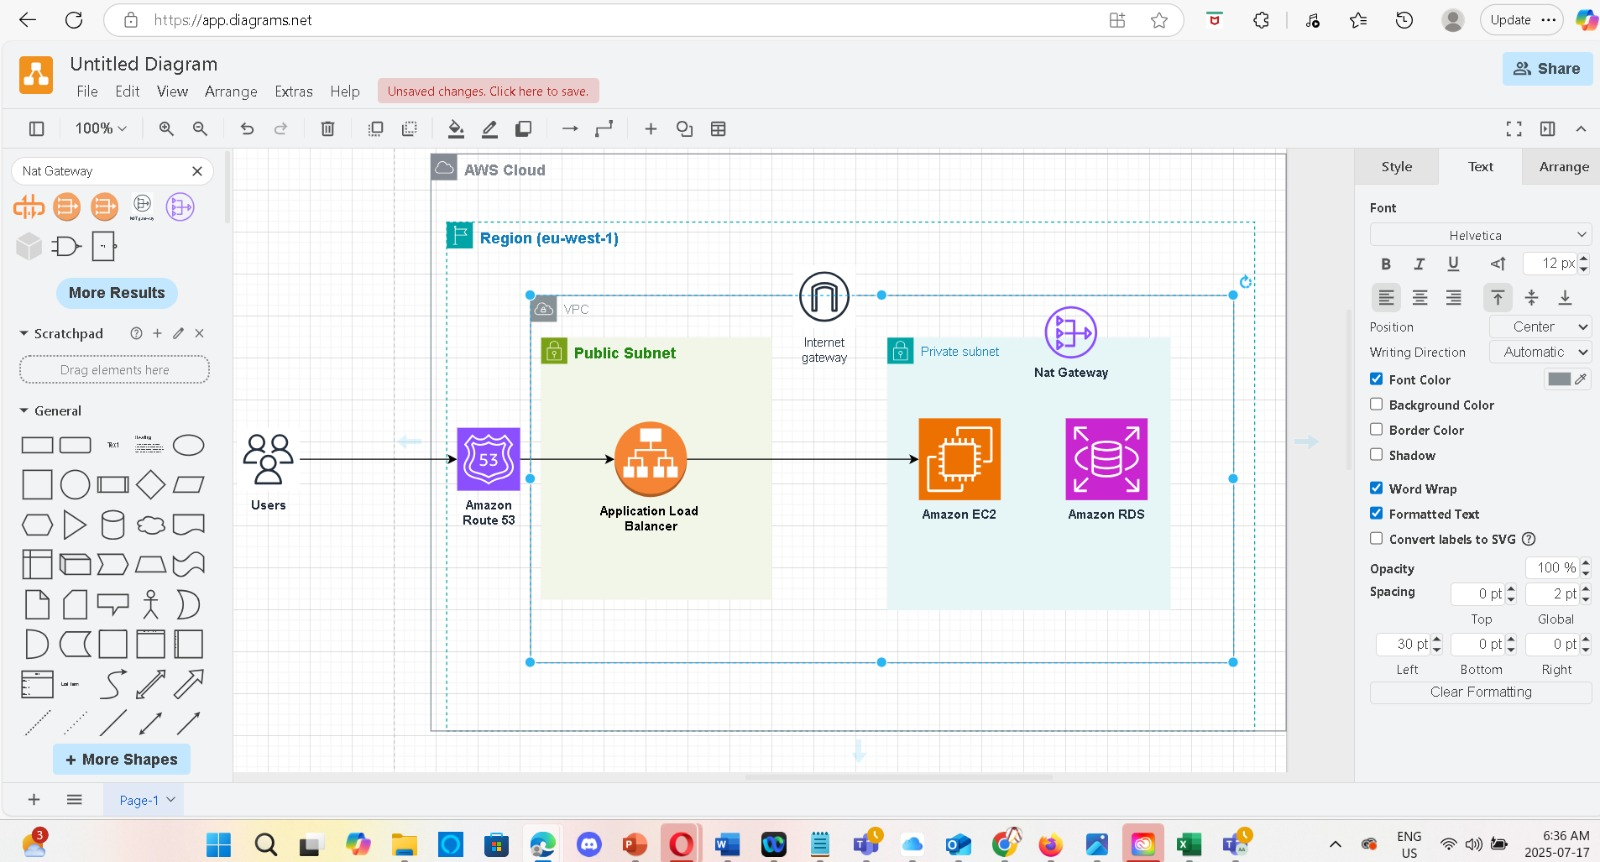 https://app.diagrams.net
Update
Untitled Diagram
Share
File Edit View Arrange Extras Help
Unsaved changes. Click here to save.
100%
Nat Gateway
More Results
Scratchpad
Drag elements here
General
Text
Heading
List Item
+ More Shapes
Page-1
AWS Cloud
Region (eu-west-1)
VPC
Internet
gateway
Public Subnet
Private subnet
Nat Gateway
Users
53
Amazon
Route 53
Application Load
Balancer
Amazon EC2
Amazon RDS
Style Text Arrange
Font
Helvetica
B I U 12 px
Position Center
Writing Direction Automatic
Font Color
Background Color
Border Color
Shadow
Word Wrap
Formatted Text
Convert labels to SVG
Opacity 100 %
Spacing 0 pt 2 pt
Top Global
30 pt 0 pt 0 pt
Left Bottom Right
Clear Formatting
3
ENG
US
6:36 AM
2025-07-17